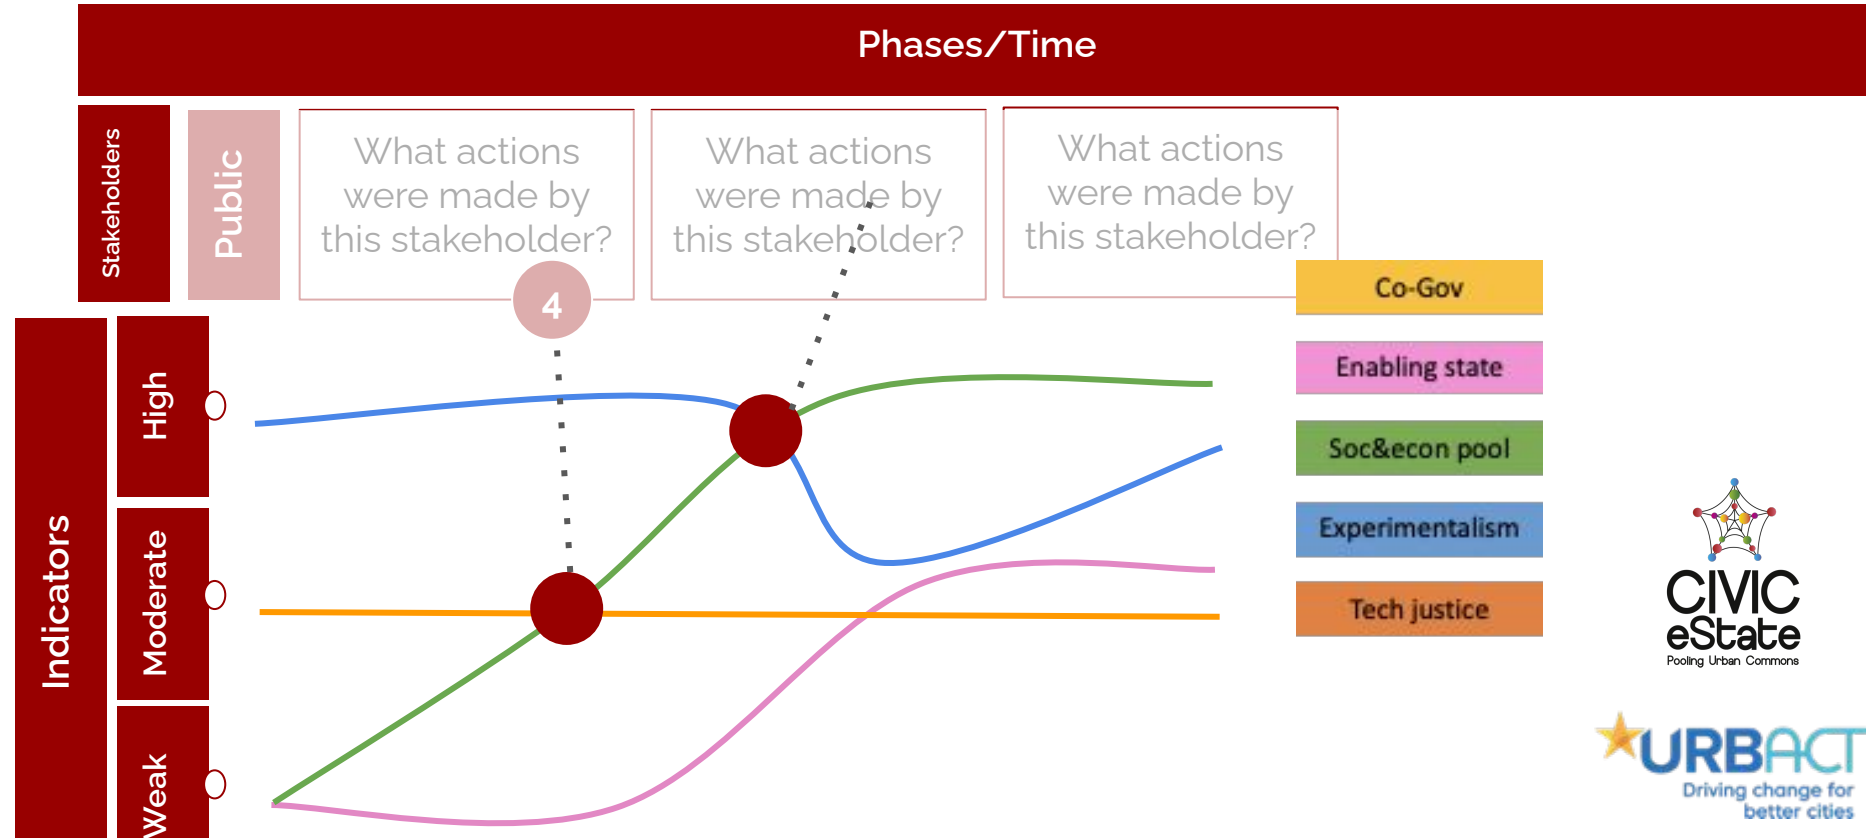 Phases/Time
Stakeholders
Public
What actions
were made by
this stakeholder?
What actions
were made by
this stakeholder?
What actions
were made by
this stakeholder?
4
Co-Gov
Enabling state
Soc&econ pool
Experimentalism
Tech justice
Indicators
High
Moderate
Weak
CIVIC
eState
Pooling Urban Commons
URBACT
Driving change for
better cities